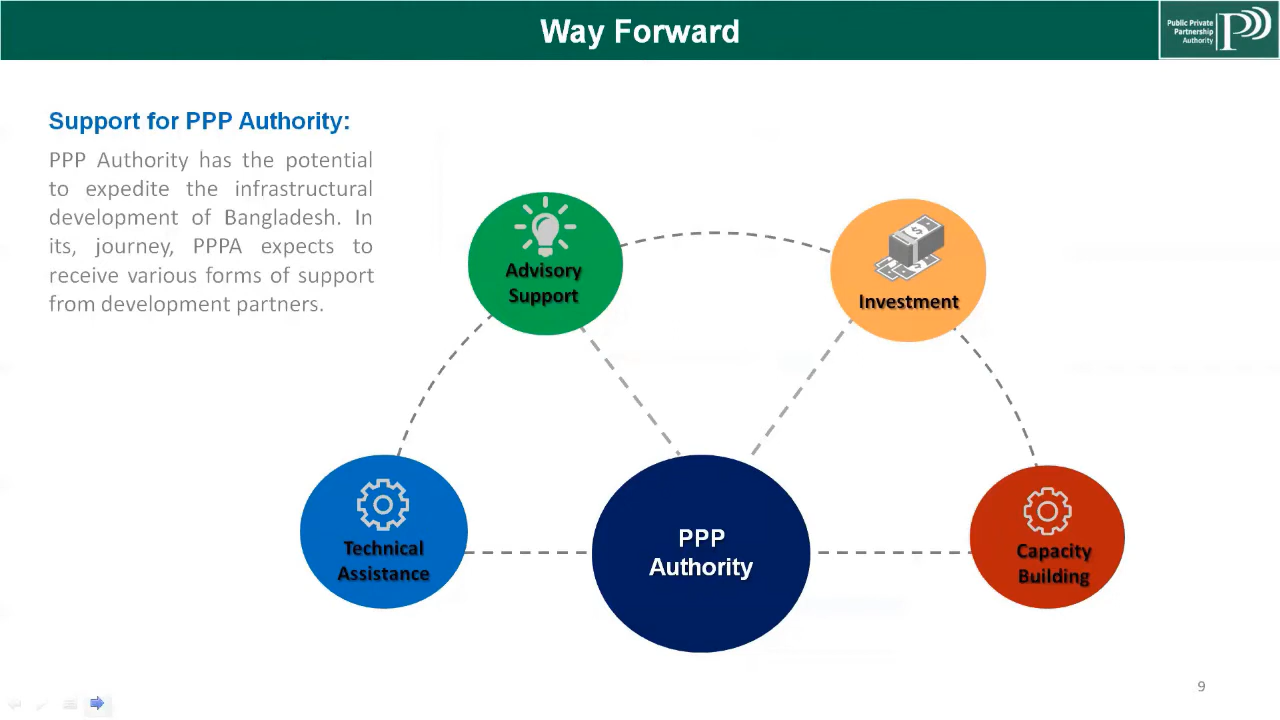 Way Forward
Public Private
Partnership
Authority
Support for PPP Authority:
PPP Authority has the potential
to expedite the infrastructural
development of Bangladesh. In
its, journey, PPPA expects to
receive various forms of support
from development partners.
Advisory
Support
Investment
Technical
Assistance
PPP
Authority
Capacity
Building
9